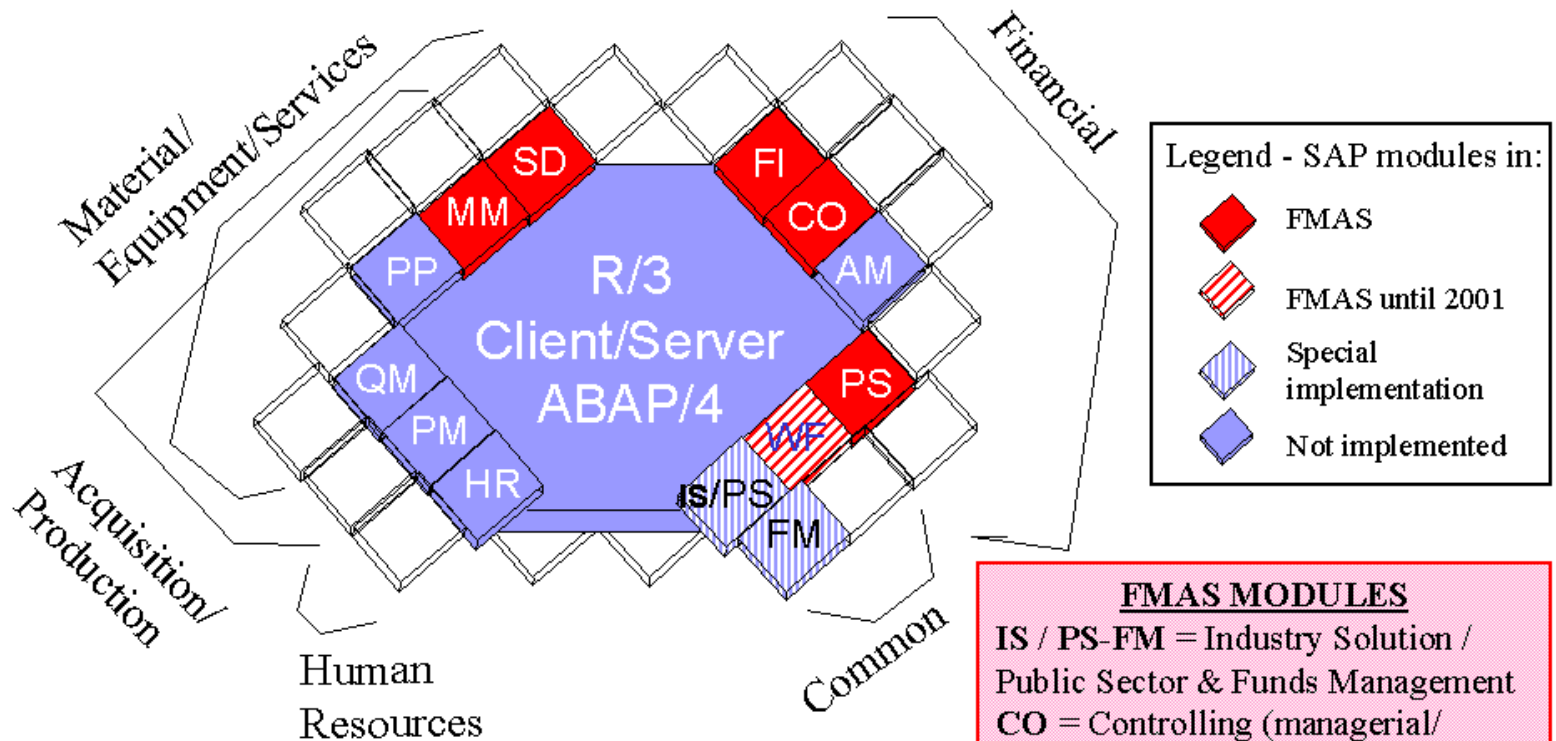 Material/
Equipment/Services
Financial
SD
MM
PP
FI
CO
AM
R/3
Client/Server
ABAP/4
QM
PM
HR
PS
WF
IS/PS
FM
Acquisition/
Production
Human
Resources
Common
Legend - SAP modules in:
FMAS
FMAS until 2001
Special
implementation
Not implemented
FMAS MODULES
IS / PS-FM = Industry Solution /
Public Sector & Funds Management
CO = Controlling (managerial/